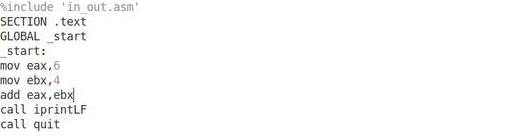 %include 'in_out.asm'
SECTION .text
GLOBAL _start
_start:
mov eax,6
mov ebx,4
add eax,ebx
call iprintLF
call quit